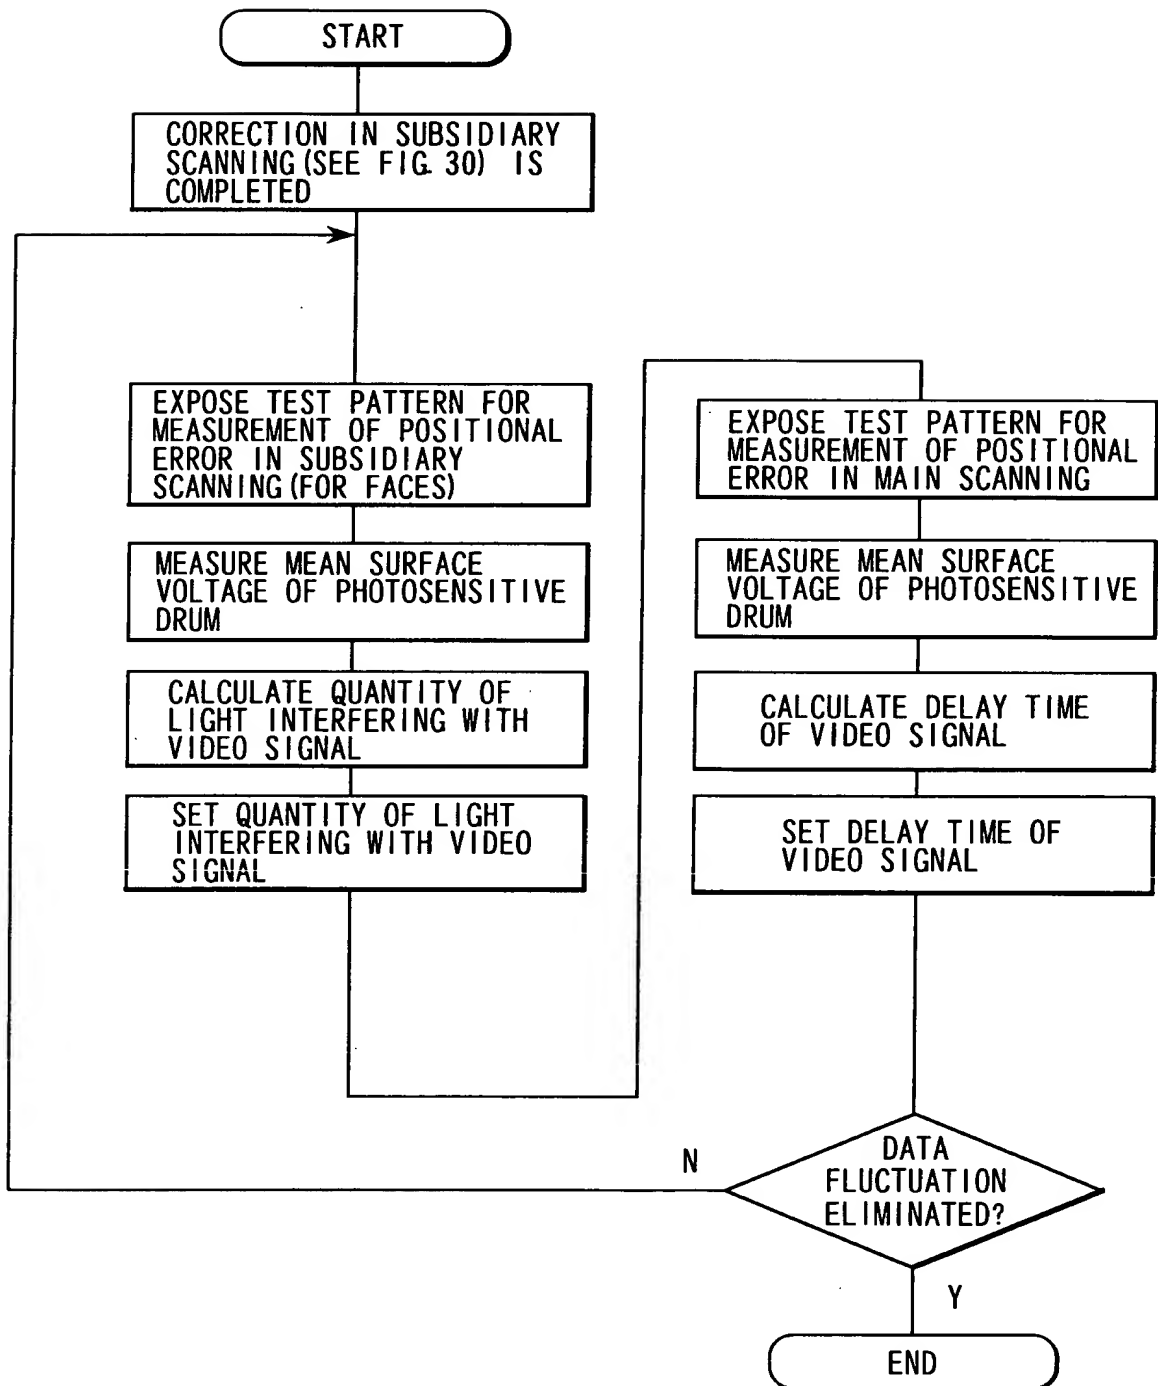 START
CORRECTION IN SUBSIDIARY
SCANNING (SEE FIG. 30) IS
COMPLETED
EXPOSE TEST PATTERN FOR
MEASUREMENT OF POSITIONAL
ERROR IN SUBSIDIARY
SCANNING (FOR FACES)
MEASURE MEAN SURFACE
VOLTAGE OF PHOTOSENSITIVE
DRUM
CALCULATE QUANTITY OF
LIGHT INTERFERING WITH
VIDEO SIGNAL
SET QUANTITY OF LIGHT
INTERFERING WITH VIDEO
SIGNAL
EXPOSE TEST PATTERN FOR
MEASUREMENT OF POSITIONAL
ERROR IN MAIN SCANNING
MEASURE MEAN SURFACE
VOLTAGE OF PHOTOSENSITIVE
DRUM
CALCULATE DELAY TIME
OF VIDEO SIGNAL
SET DELAY TIME OF
VIDEO SIGNAL
DATA
FLUCTUATION
ELIMINATED?
N
Y
END